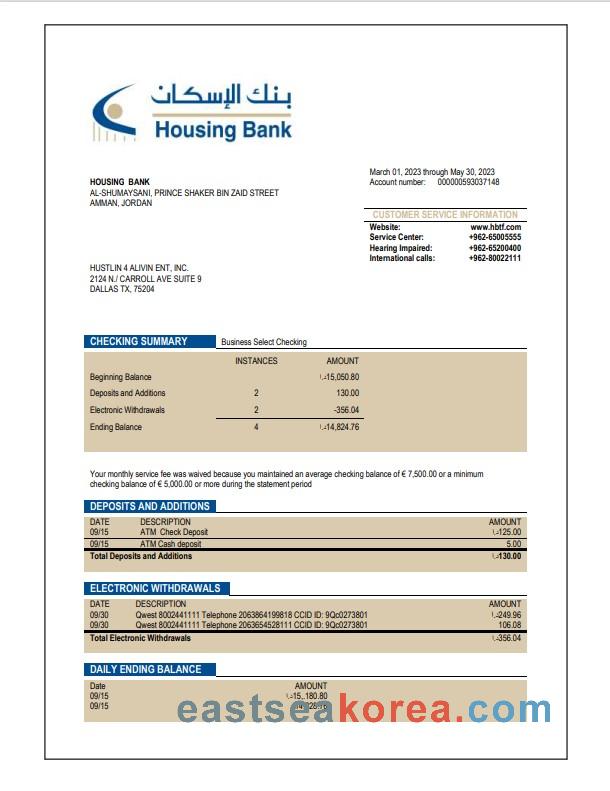 بنك الإسكان
Housing Bank
March 01, 2023 through May 30, 2023
Account number: 000000593037148
HOUSING BANK
AL-SHUMAYSANI, PRINCE SHAKER BIN ZAID STREET
AMMAN, JORDAN
CUSTOMER SERVICE INFORMATION
Website: www.hbtf.com
Service Center: +962-65005555
Hearing Impaired: +962-65200400
International calls: +962-80022111
HUSTLIN 4 ALIVIN ENT, INC.
2124 N./ CARROLL AVE SUITE 9
DALLAS TX, 75204
CHECKING SUMMARY Business Select Checking
INSTANCES AMOUNT
Beginning Balance 15,050.80
Deposits and Additions 2 130.00
Electronic Withdrawals 2 -356.04
Ending Balance 4 14,824.76
Your monthly service fee was waived because you maintained an average checking balance of € 7,500.00 or a minimum
checking balance of € 5,000.00 or more during the statement period
DEPOSITS AND ADDITIONS
DATE DESCRIPTION AMOUNT
09/15 ATM Check Deposit 125.00
09/15 ATM Cash deposit 5.00
Total Deposits and Additions 130.00
ELECTRONIC WITHDRAWALS
DATE DESCRIPTION AMOUNT
09/30 Qwest 8002441111 Telephone 2063864199818 CCID ID: 9Qc0273801 -249.96
09/30 Qwest 8002441111 Telephone 2063654528111 CCID ID: 9Qc0273801 106.08
Total Electronic Withdrawals -356.04
DAILY ENDING BALANCE
Date AMOUNT
09/15 15,.180.80
09/15
eastseakorea.com